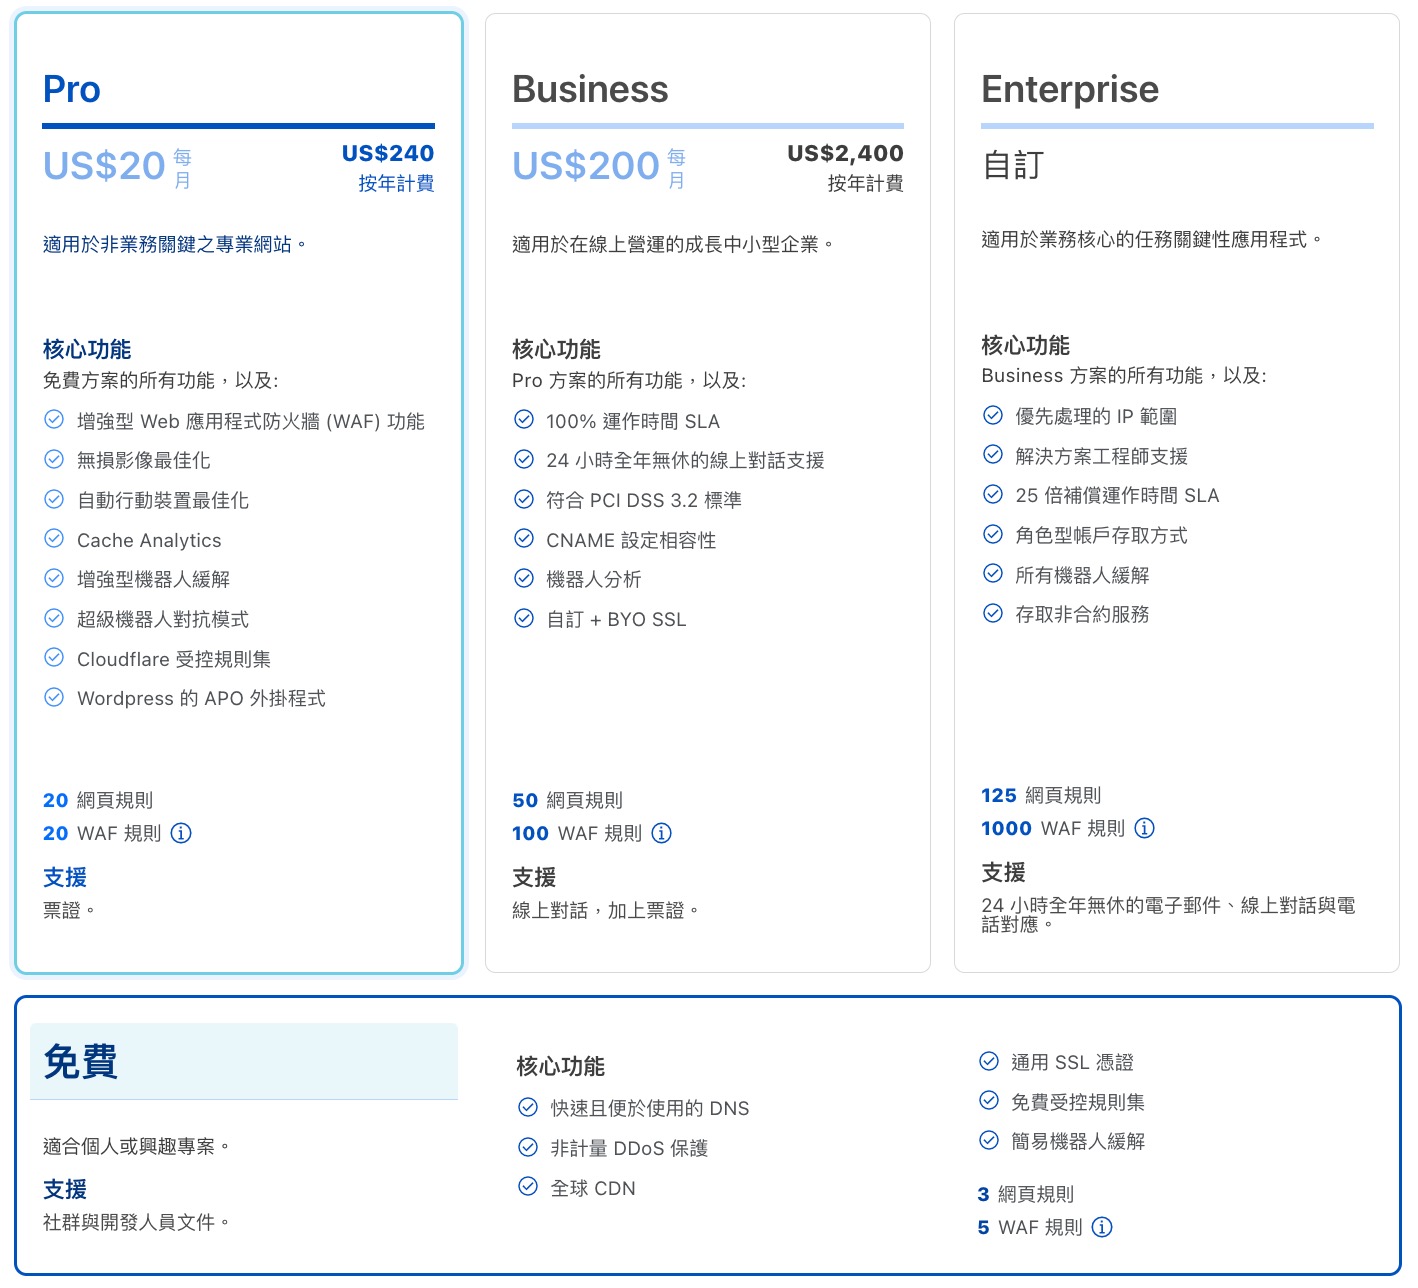 Pro
US$20 每
月
US$240
按年計費
適用於非業務關鍵之專業網站。
核心功能
免費方案的所有功能，以及:
增強型 Web 應用程式防火牆 (WAF) 功能
無損影像最佳化
自動行動裝置最佳化
Cache Analytics
增強型機器人緩解
超級機器人對抗模式
Cloudflare 受控規則集
Wordpress 的 APO 外掛程式
20 網頁規則
20 WAF 規則
支援
票證。
Business
US$200 每
月
US$2,400
按年計費
適用於在線上營運的成長中小型企業。
核心功能
Pro 方案的所有功能，以及:
100% 運作時間 SLA
24 小時全年無休的線上對話支援
符合 PCI DSS 3.2 標準
CNAME 設定相容性
機器人分析
自訂 + BYO SSL
50 網頁規則
100 WAF 規則
支援
線上對話，加上票證。
Enterprise
自訂
適用於業務核心的任務關鍵性應用程式。
核心功能
Business 方案的所有功能，以及:
優先處理的 IP 範圍
解決方案工程師支援
25 倍補償運作時間 SLA
角色型帳戶存取方式
所有機器人緩解
存取非合約服務
125 網頁規則
1000 WAF 規則
支援
24 小時全年無休的電子郵件、線上對話與電
話對應。
免費
適合個人或興趣專案。
支援
社群與開發人員文件。
核心功能
快速且便於使用的 DNS
非計量 DDoS 保護
全球 CDN
通用 SSL 憑證
免費受控規則集
簡易機器人緩解
3 網頁規則
5 WAF 規則